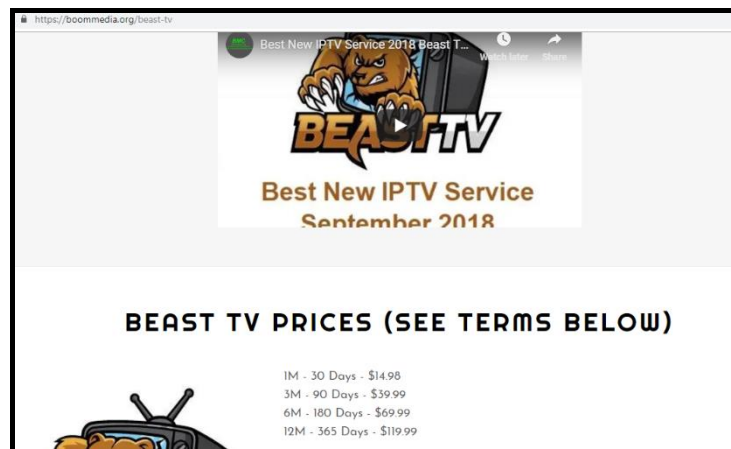 https://boommedia.org/beast-tv
Best New IPTV Service 2018 Beast T...
Watch later
Share
BEAST TV
Best New IPTV Service
September 2018
BEAST TV PRICES (SEE TERMS BELOW)
1M - 30 Days - $14.98
3M - 90 Days - $39.99
6M - 180 Days - $69.99
12M - 365 Days - $119.99